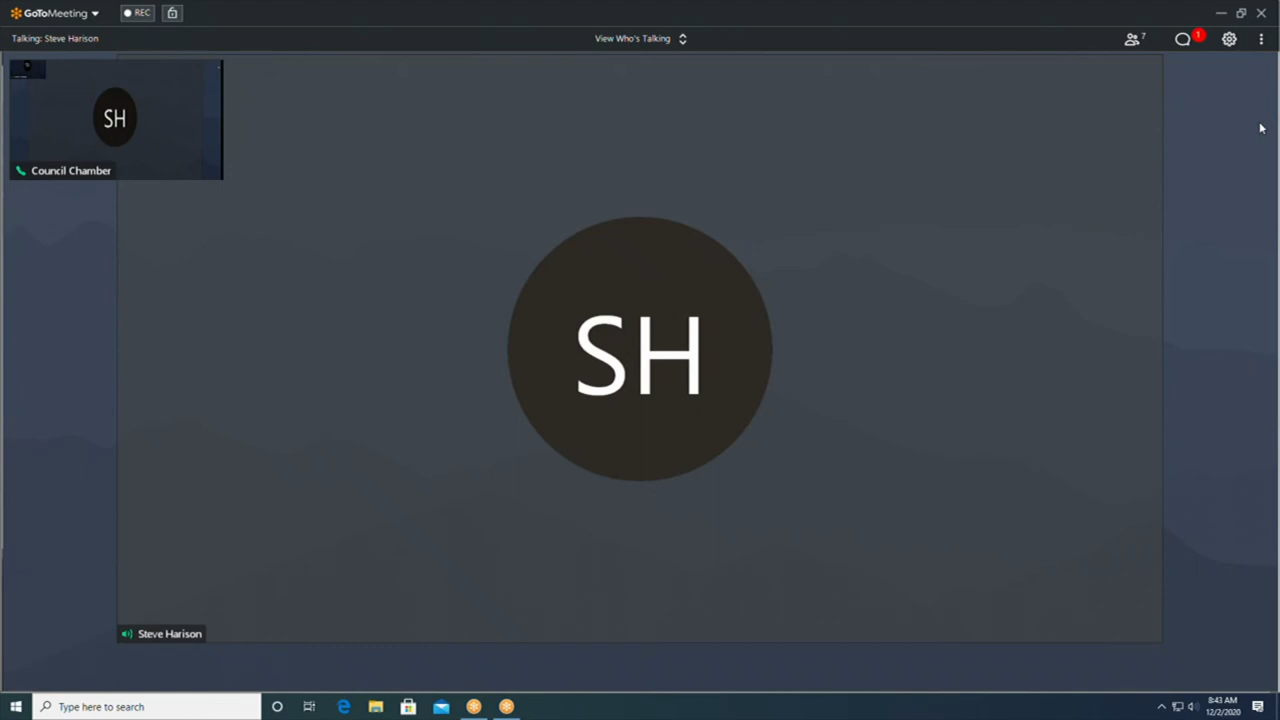 GoToMeeting
REC
Talking: Steve Harison
View Who's Talking
7
1
SH
Council Chamber
SH
Steve Harison
Type here to search
8:43 AM
12/2/2020